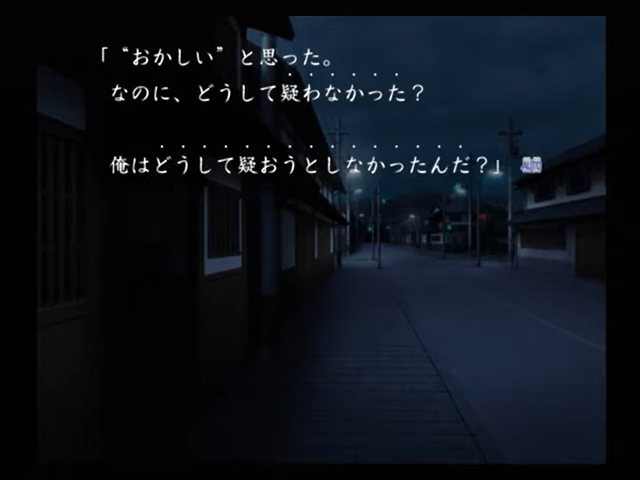 「“おかしい”と思った。
なのに、どうして疑わなかった？
俺はどうして疑おうとしなかったんだ？」